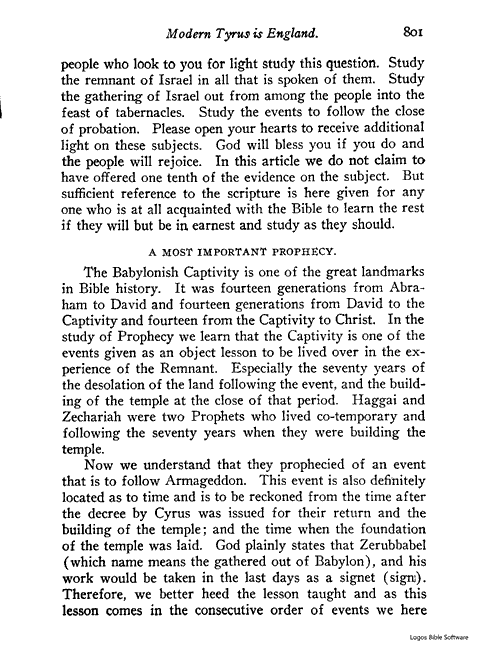 Modern Tyrus is England. 801
people who look to you for light study this question. Study
the remnant of Israel in all that is spoken of them. Study
the gathering of Israel out from among the people into the
feast of tabernacles. Study the events to follow the close
of probation. Please open your hearts to receive additional
light on these subjects. God will bless you if you do and
the people will rejoice. In this article we do not claim to
have offered one tenth of the evidence on the subject. But
sufficient reference to the scripture is here given for any
one who is at all acquainted with the Bible to learn the rest
if they will but be in earnest and study as they should.
A MOST IMPORTANT PROPHECY.
The Babylonish Captivity is one of the great landmarks
in Bible history. It was fourteen generations from Abra-
ham to David and fourteen generations from David to the
Captivity and fourteen from the Captivity to Christ. In the
study of Prophecy we learn that the Captivity is one of the
events given as an object lesson to be lived over in the ex-
perience of the Remnant. Especially the seventy years of
the desolation of the land following the event, and the build-
ing of the temple at the close of that period. Haggai and
Zechariah were two Prophets who lived co-temporary and
following the seventy years when they were building the
temple.
Now we understand that they prophecied of an event
that is to follow Armageddon. This event is also definitely
located as to time and is to be reckoned from the time after
the decree by Cyrus was issued for their return and the
building of the temple; and the time when the foundation
of the temple was laid. God plainly states that Zerubbabel
(which name means the gathered out of Babylon), and his
work would be taken in the last days as a signet (sign).
Therefore, we better heed the lesson taught and as this
lesson comes in the consecutive order of events we here
Logos Bible Software